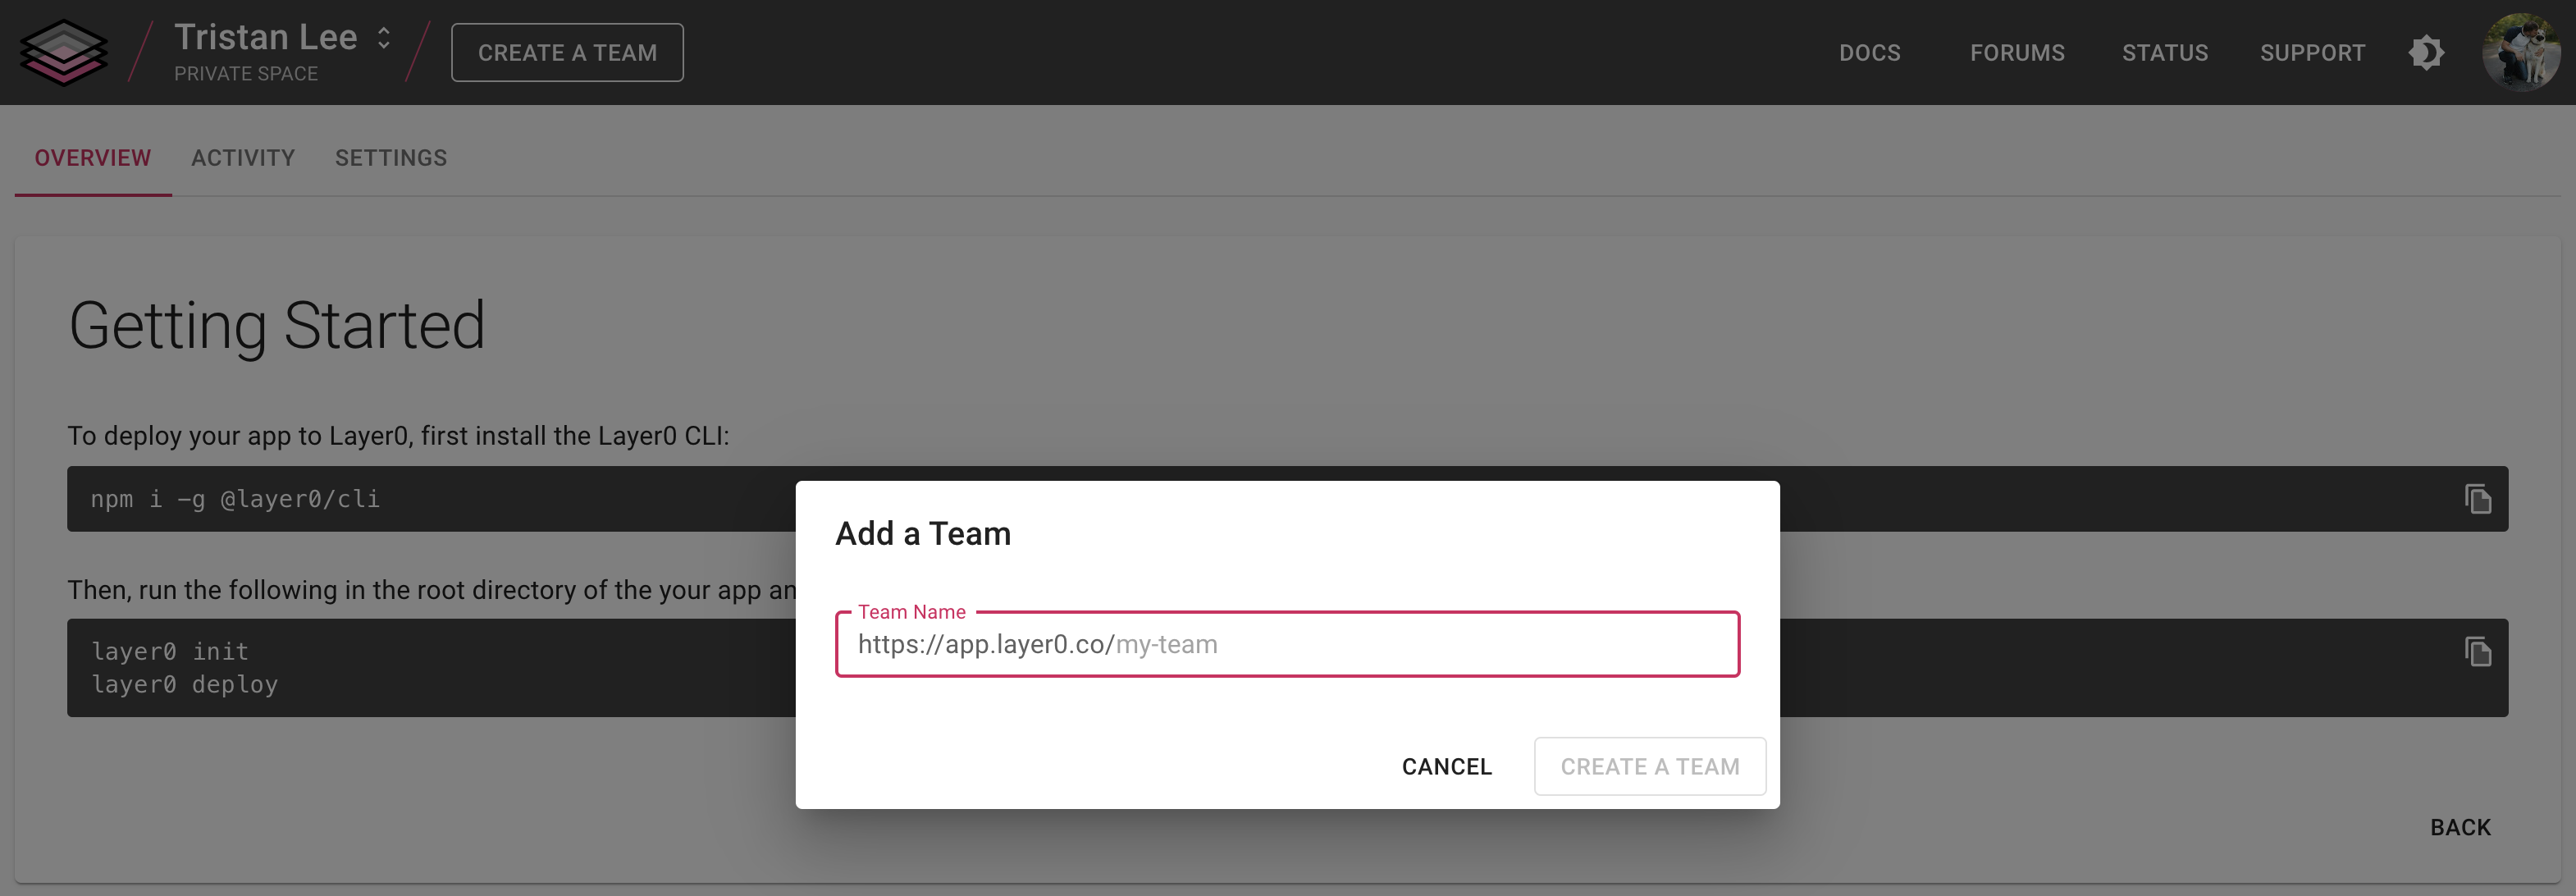 Tristan Lee
PRIVATE SPACE
CREATE A TEAM
DOCS
FORUMS
STATUS
SUPPORT
OVERVIEW
ACTIVITY
SETTINGS
Getting Started
To deploy your app to Layer0, first install the Layer0 CLI:
npm i -g @layer0/cli
Then, run the following in the root directory of the your app an
layer0 init
layer0 deploy
Add a Team
Team Name
https://app.layer0.co/my-team
CANCEL
CREATE A TEAM
BACK